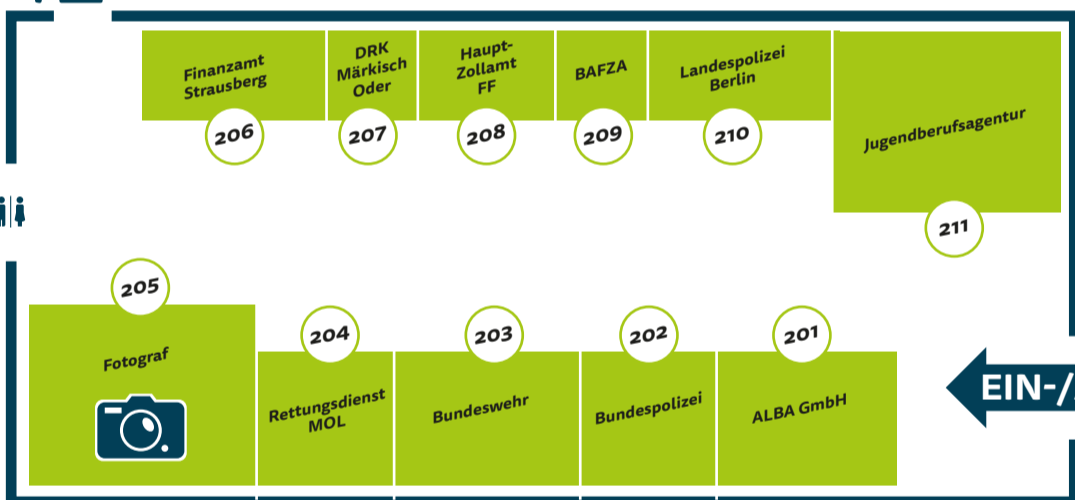 Finanzamt
Strausberg
206
DRK
Märkisch
Oder
207
Haupt-
Zollamt
FF
208
BAFZA
209
Landespolizei
Berlin
210
Jugendberufsagentur
211
205
Fotograf
204
Rettungsdienst
MOL
203
Bundeswehr
202
Bundespolizei
201
ALBA GmbH
EIN-/